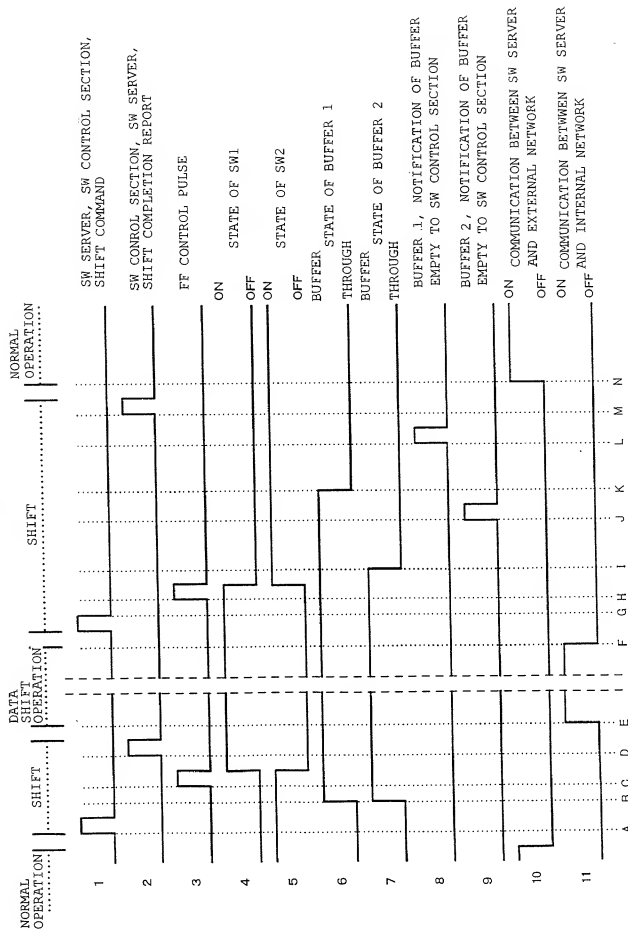 NORMAL
OPERATION
SHIFT
DATA
SHIFT
OPERATION
SHIFT
NORMAL
OPERATION
1
SW SERVER, SW CONTROL SECTION,
SHIFT COMMAND
2
SW CONROL SECTION, SW SERVER,
SHIFT COMPLETION REPORT
3
FF CONTROL PULSE
4
ON
STATE OF SW1
OFF
5
ON
STATE OF SW2
OFF
6
BUFFER
STATE OF BUFFER 1
THROUGH
7
BUFFER
STATE OF BUFFER 2
THROUGH
8
BUFFER 1, NOTIFICATION OF BUFFER
EMPTY TO SW CONTROL SECTION
9
BUFFER 2, NOTIFICATION OF BUFFER
EMPTY TO SW CONTROL SECTION
10
ON
COMMUNICATION BETWEEN SW SERVER
AND EXTERNAL NETWORK
OFF
11
ON
COMMUNICATION BETWWEN SW SERVER
AND INTERNAL NETWORK
OFF
A B C D E F G H I J K L M N